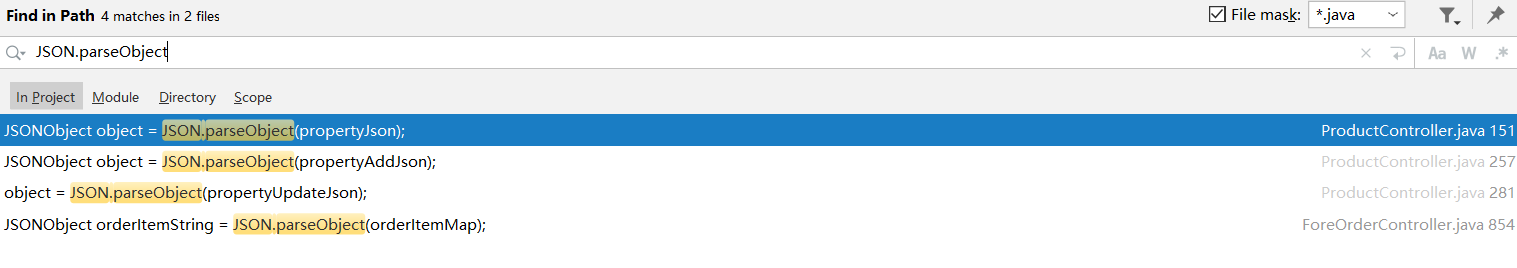 Find in Path 4 matches in 2 files File mask: *.java
JSON.parseObject Aa W .*
In Project Module Directory Scope
JSONObject object = JSON.parseObject(propertyJson); ProductController.java 151
JSONObject object = JSON.parseObject(propertyAddJson); ProductController.java 257
object = JSON.parseObject(propertyUpdateJson); ProductController.java 281
JSONObject orderItemString = JSON.parseObject(orderItemMap); ForeOrderController.java 854